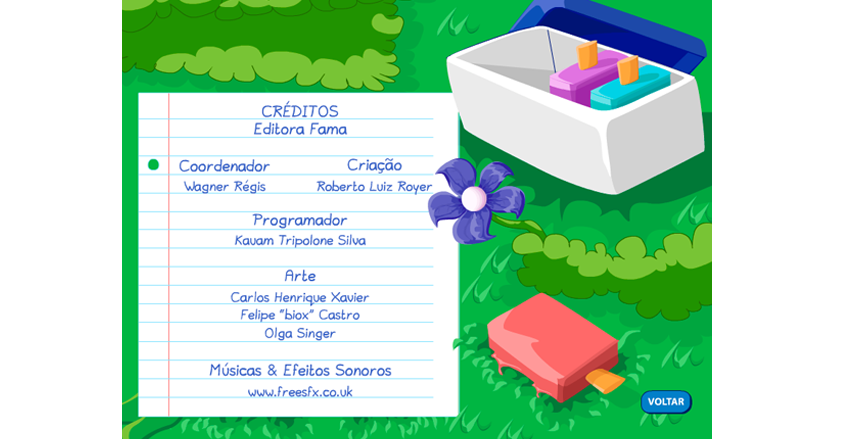 CRÉDITOS
Editora Fama
Coordenador
Wagner Régis
Criação
Roberto Luiz Royer
Programador
Kauam Tripolone Silva
Arte
Carlos Henrique Xavier
Felipe "biox" Castro
Olga Singer
Músicas & Efeitos Sonoros
www.freesfx.co.uk
VOLTAR